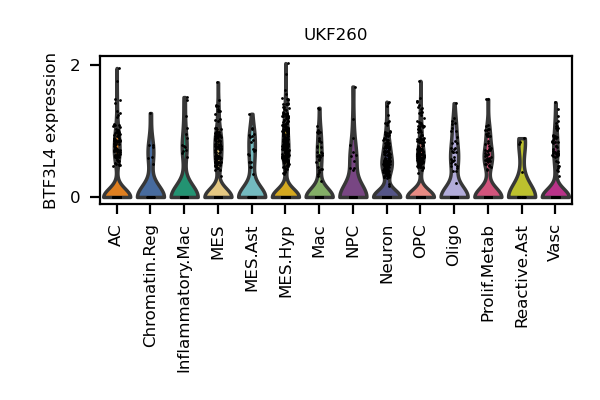 UKF260
BTF3L4 expression
2
0
AC
Chromatin.Reg
Inflammatory.Mac
MES
MES.Ast
MES.Hyp
Mac
NPC
Neuron
OPC
Oligo
Prolif.Metab
Reactive.Ast
Vasc